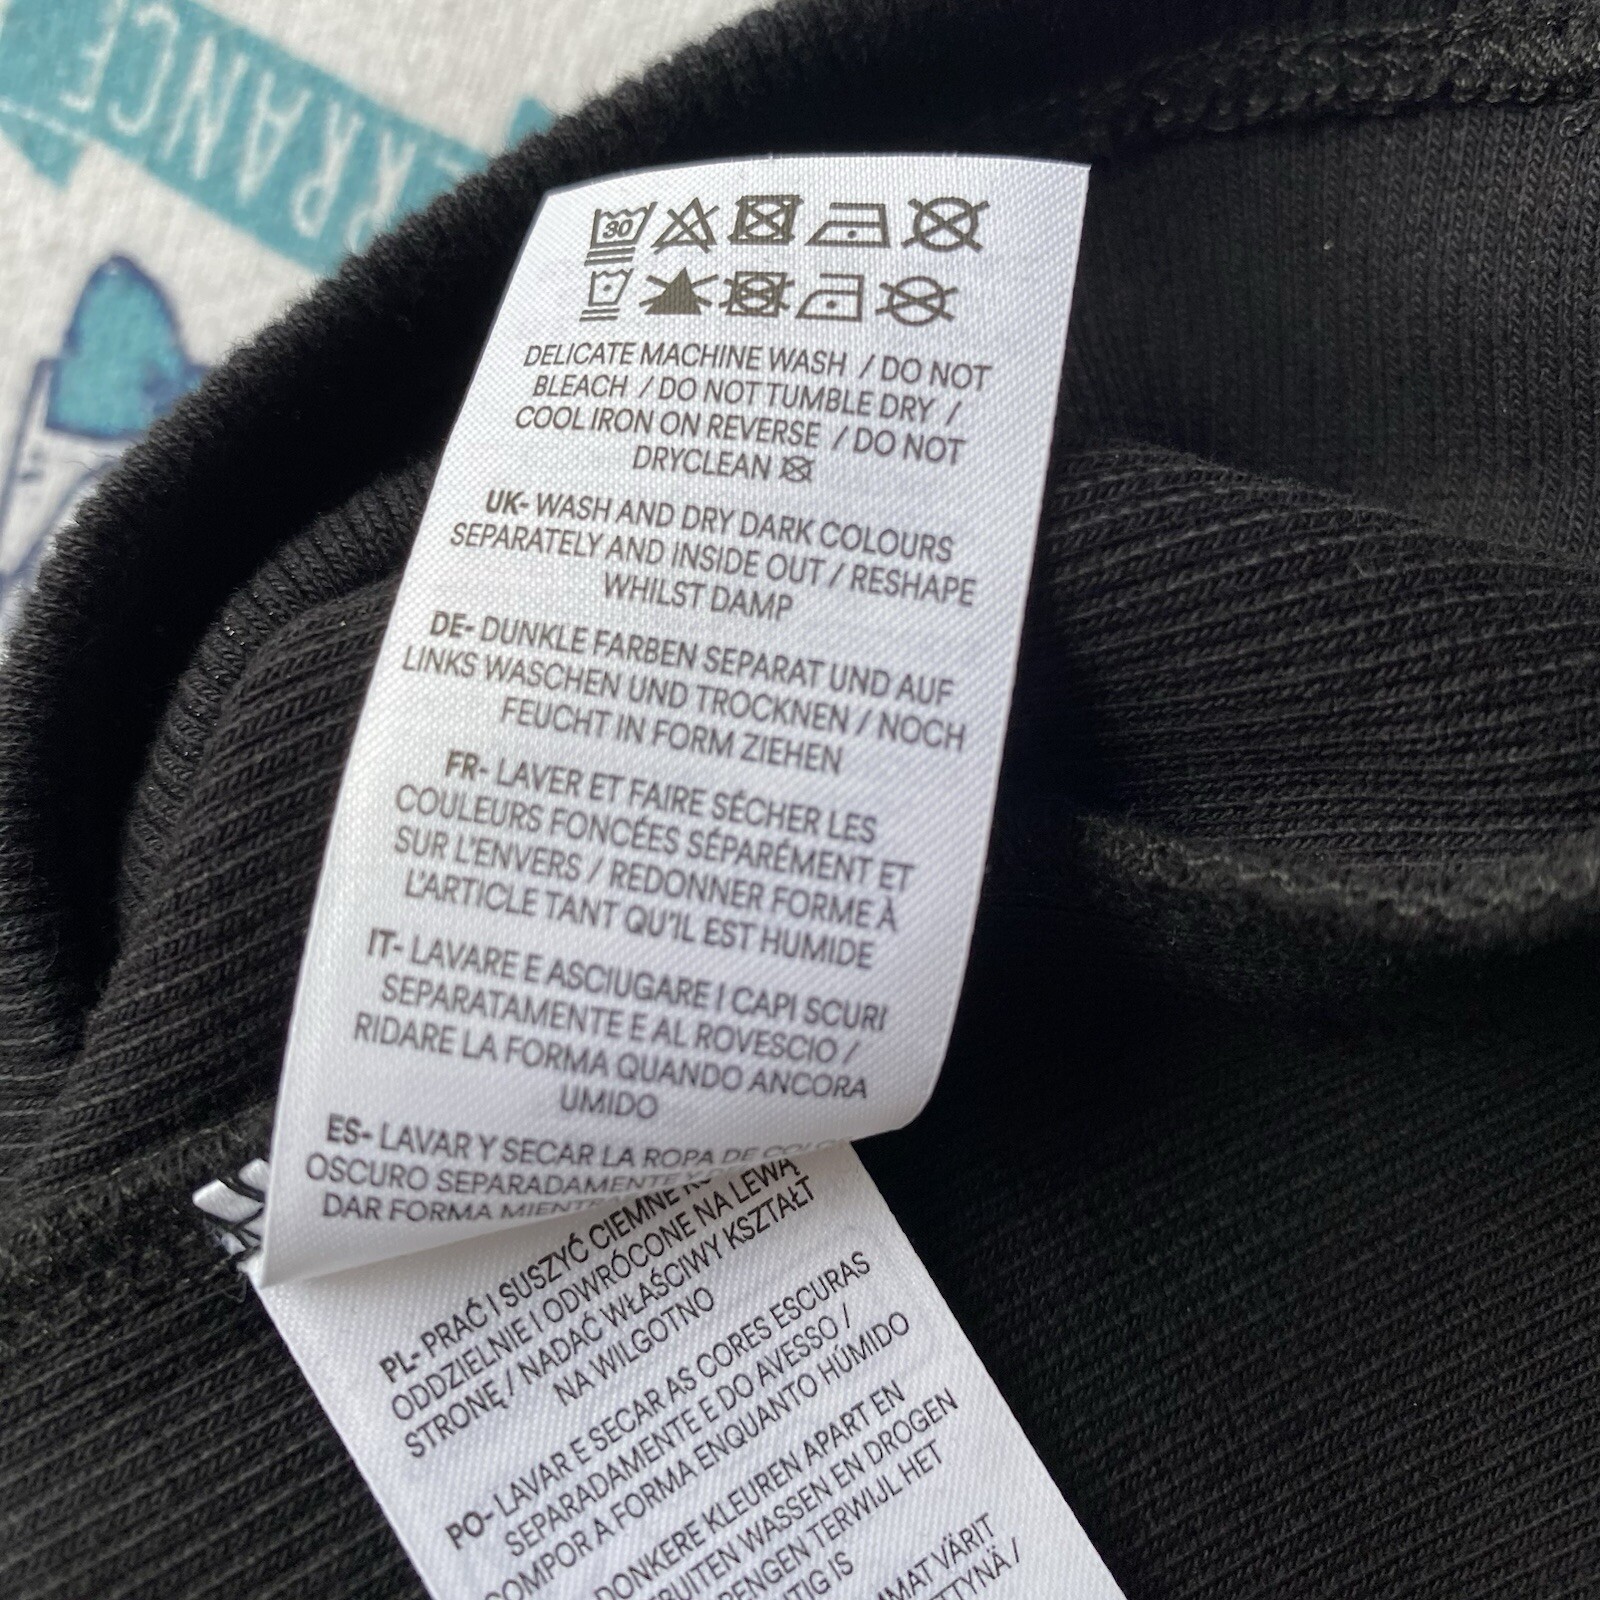 FRANCE
30
DELICATE MACHINE WASH / DO NOT
BLEACH / DO NOT TUMBLE DRY /
COOL IRON ON REVERSE / DO NOT
DRYCLEAN
UK- WASH AND DRY DARK COLOURS
SEPARATELY AND INSIDE OUT / RESHAPE
WHILST DAMP
DE- DUNKLE FARBEN SEPARAT UND AUF
LINKS WASCHEN UND TROCKNEN / NOCH
FEUCHT IN FORM ZIEHEN
FR- LAVER ET FAIRE SÉCHER LES
COULEURS FONCÉES SÉPARÉMENT ET
SUR L'ENVERS / REDONNER FORME À
L'ARTICLE TANT QU'IL EST HUMIDE
IT- LAVARE E ASCIUGARE I CAPI SCURI
SEPARATAMENTE E AL ROVESCIO /
RIDARE LA FORMA QUANDO ANCORA
UMIDO
ES- LAVAR Y SECAR LA ROPA DE
OSCURO SEPARADAMENTE
DAR FORMA
PL- PRAĆ I SUSZYĆ CIEMNE
ODDZIELNIE I ODWRÓCONE NA LEWĄ
STRONĘ / NADAĆ WŁAŚCIWY KSZTAŁT
NA WILGOTNO
PO- LAVAR E SECAR AS CORES ESCURAS
SEPARADAMENTE E DO AVESSO /
COMPOR A FORMA ENQUANTO HÚMIDO
DONKERE KLEUREN APART EN
WASSEN EN DROGEN
TERWIJL HET
IS
VÄRIT